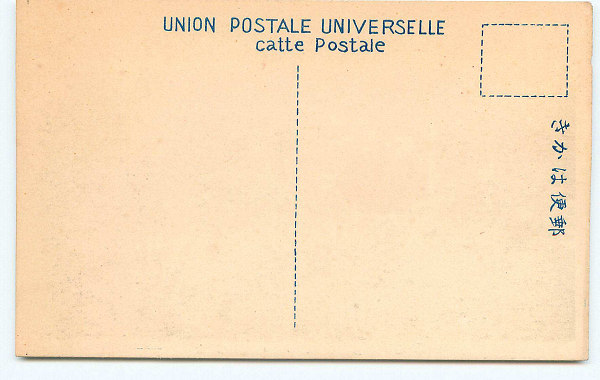 UNION POSTALE UNIVERSELLE
catte Postale
郵便はかき